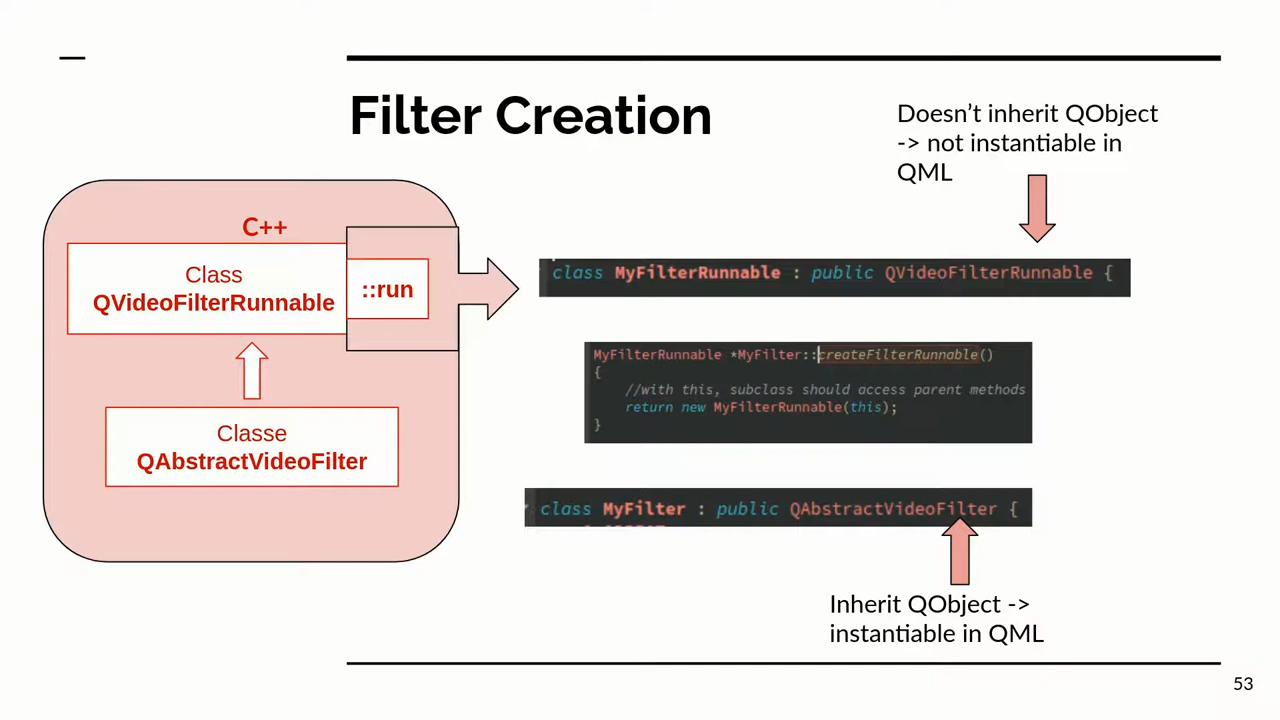 Filter Creation
Doesn’t inherit QObject
-> not instantiable in
QML
C++
Class
QVideoFilterRunnable
::run
Classe
QAbstractVideoFilter
class MyFilterRunnable : public QVideoFilterRunnable {
MyFilterRunnable *MyFilter::createFilterRunnable()
{
//with this, subclass should access parent methods
return new MyFilterRunnable(this);
}
class MyFilter : public QAbstractVideoFilter {
Inherit QObject ->
instantiable in QML
53